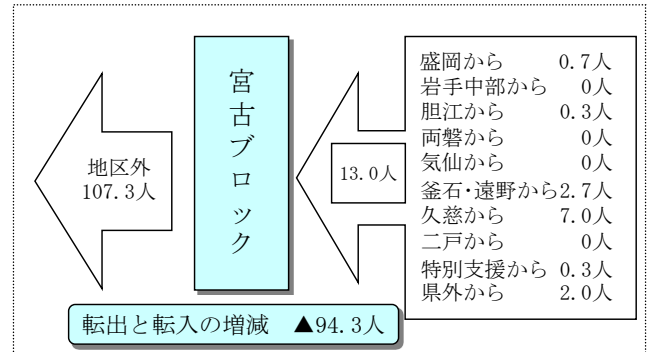 地区外
107.3人
宮古ブロック
13.0人
盛岡から 0.7人
岩手中部から 0人
胆江から 0.3人
両磐から 0人
気仙から 0人
釜石・遠野から2.7人
久慈から 7.0人
二戸から 0人
特別支援から 0.3人
県外から 2.0人
転出と転入の増減 ▲94.3人